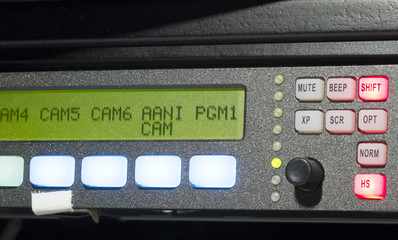 AM4 CAM5 CAM6 AANI PGM1
CAM
MUTE BEEP SHIFT
XP SCR OPT
NORM
HS